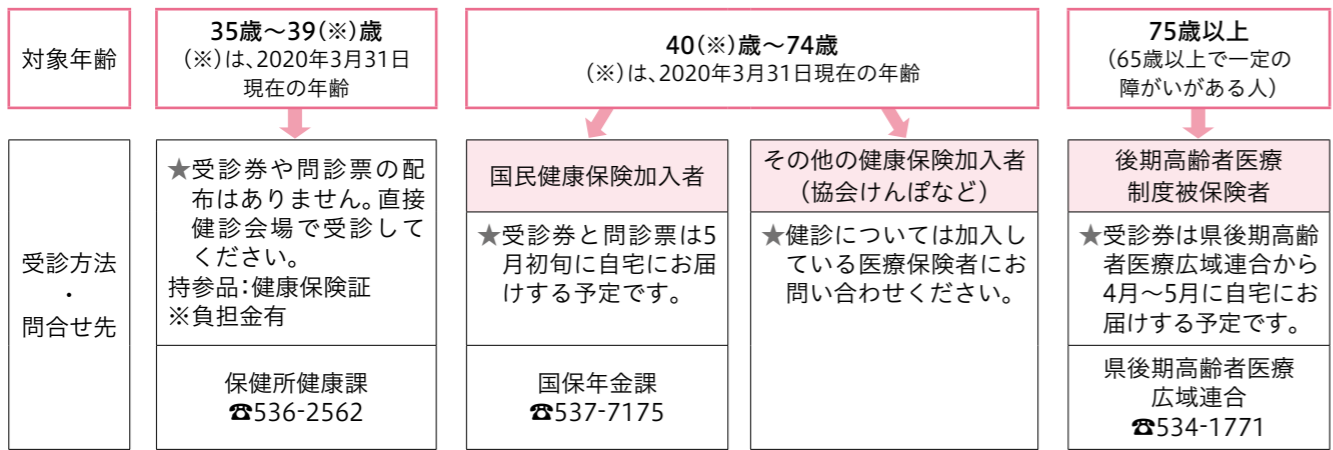 対象年齢
35歳～39(※)歳
(※)は、2020年3月31日
現在の年齢
40(※)歳～74歳
(※)は、2020年3月31日現在の年齢
75歳以上
(65歳以上で一定の
障がいがある人)
受診方法
・
問合せ先
★受診券や問診票の配
布はありません。直接
健診会場で受診して
ください。
持参品:健康保険証
※負担金有
保健所健康課
☎536-2562
国民健康保険加入者
★受診券と問診票は5
月初旬に自宅にお届
けする予定です。
国保年金課
☎537-7175
その他の健康保険加入者
(協会けんぽなど)
★健診については加入し
ている医療保険者にお
問い合わせください。
後期高齢者医療
制度被保険者
★受診券は県後期高齢
者医療広域連合から
4月～5月に自宅にお
届けする予定です。
県後期高齢者医療
広域連合
☎534-1771